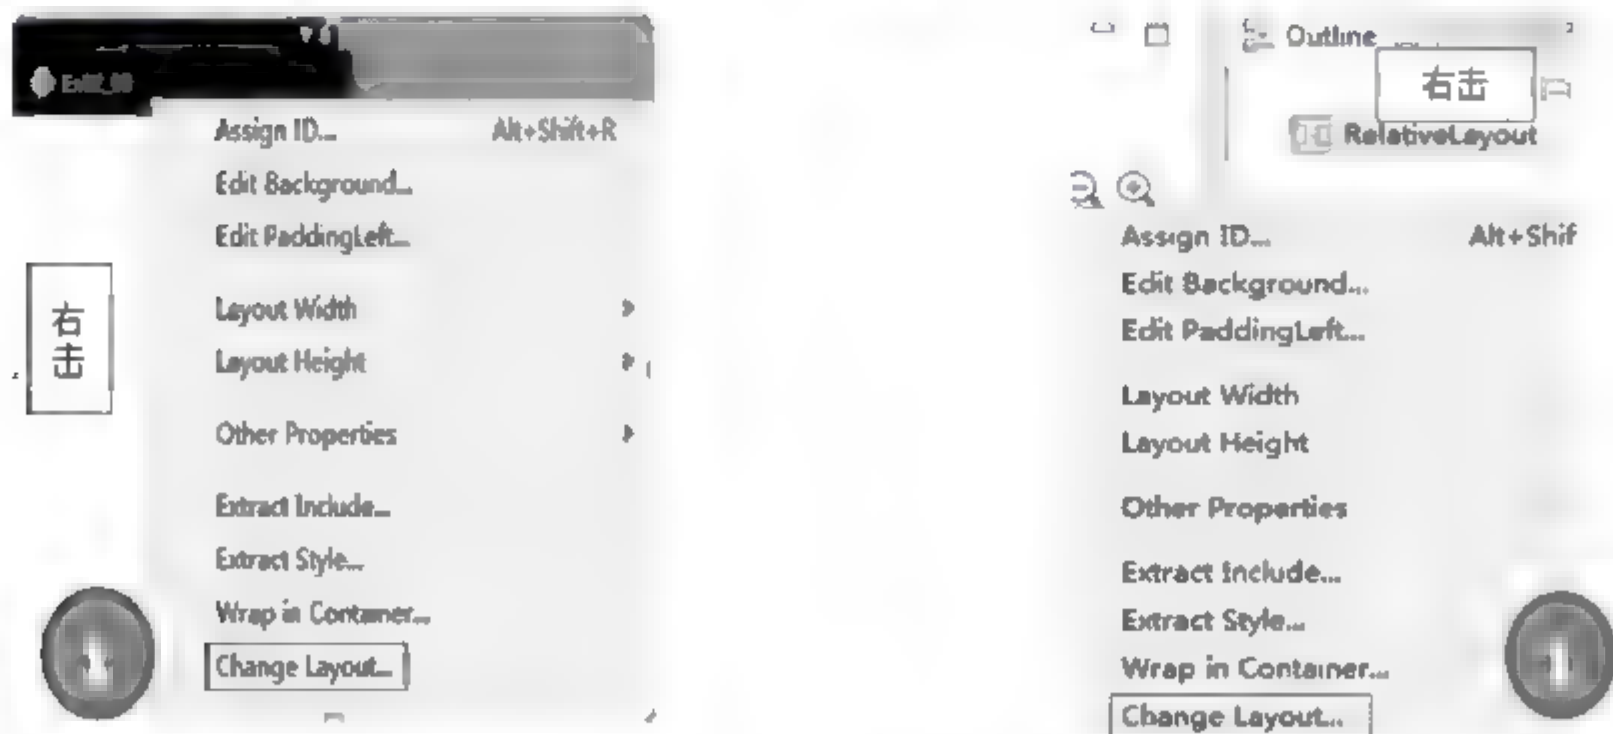 Assign ID... Alt+Shift+R
Edit Background...
Edit PaddingLeft...
Layout Width
Layout Height
Other Properties
Extract Include...
Extract Style...
Wrap in Container...
Change Layout...
右
击
Outline
右击
RelativeLayout
Assign ID... Alt+Shif
Edit Background...
Edit PaddingLeft...
Layout Width
Layout Height
Other Properties
Extract Include...
Extract Style...
Wrap in Container...
Change Layout...
1